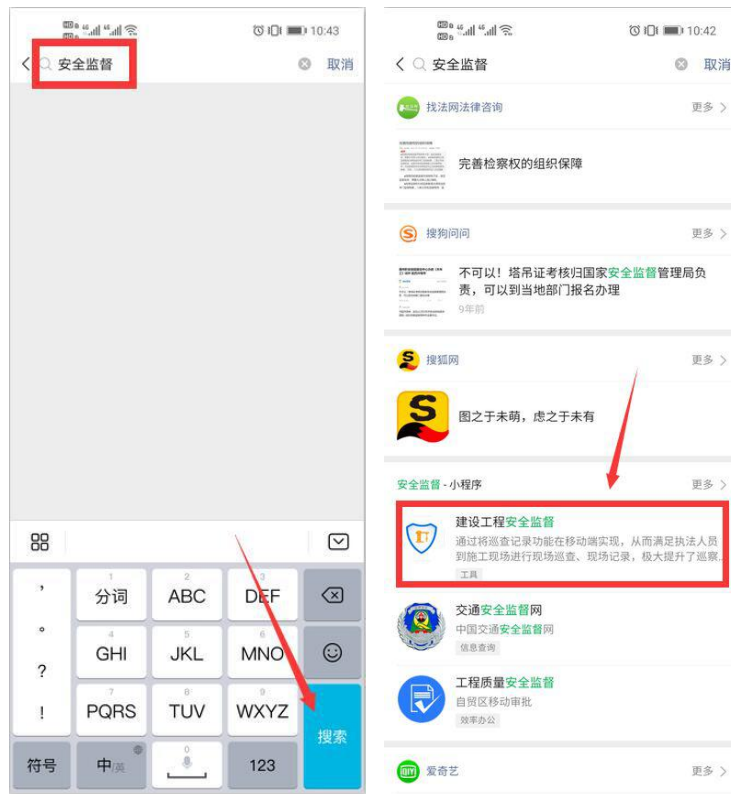 10:43
安全监督
取消
分词
ABC
DEF
GHI
JKL
MNO
PQRS
TUV
WXYZ
搜索
符号
中/英
123
10:42
安全监督
取消
找法网法律咨询
更多
完善检察权的组织保障
搜狗问问
更多
不可以！塔吊证考核归国家安全监督管理局负
责，可以到当地部门报名办理
9年前
搜狐网
更多
图之于未萌，虑之于未有
安全监督 - 小程序
更多
建设工程安全监督
通过将巡查记录功能在移动端实现，从而满足执法人员
到施工现场进行现场巡查、现场记录，极大提升了巡察...
工具
交通安全监督网
中国交通安全监督网
信息查询
工程质量安全监督
自贸区移动审批
效率办公
爱奇艺
更多